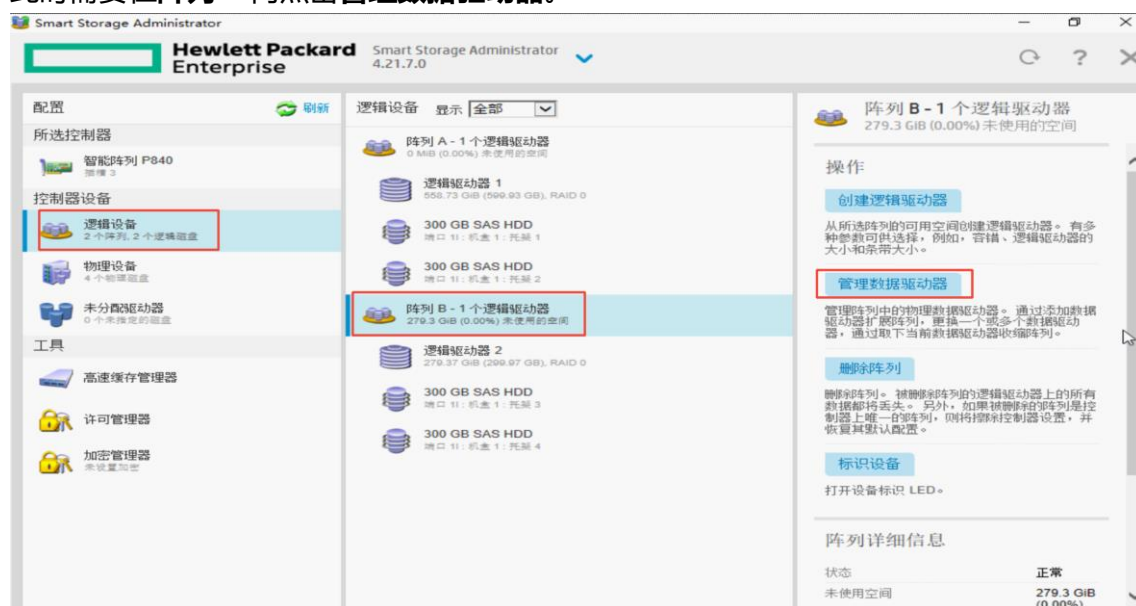 Smart Storage Administrator
Hewlett Packard
Enterprise
Smart Storage Administrator
4.21.7.0
配置
刷新
所选控制器
智能阵列 P840
插槽 3
控制器设备
逻辑设备
2 个阵列, 2 个逻辑磁盘
物理设备
4 个物理磁盘
未分配驱动器
0 个未指定的磁盘
工具
高速缓存管理器
许可管理器
加密管理器
未设置加密
逻辑设备 显示 全部
阵列 A - 1 个逻辑驱动器
0 MiB (0.00%) 未使用的空间
逻辑驱动器 1
558.73 GiB (599.93 GB), RAID 0
300 GB SAS HDD
端口 1I : 机盒 1 : 托架 1
300 GB SAS HDD
端口 1I : 机盒 1 : 托架 2
阵列 B - 1 个逻辑驱动器
279.3 GiB (0.00%) 未使用的空间
逻辑驱动器 2
279.37 GiB (299.97 GB), RAID 0
300 GB SAS HDD
端口 1I : 机盒 1 : 托架 3
300 GB SAS HDD
端口 1I : 机盒 1 : 托架 4
阵列 B - 1 个逻辑驱动器
279.3 GiB (0.00%) 未使用的空间
操作
创建逻辑驱动器
从所选阵列的可用空间创建逻辑驱动器。有多
种参数可供选择，例如，容错、逻辑驱动器的
大小和条带大小。
管理数据驱动器
管理阵列中的物理数据驱动器。通过添加数据
驱动器扩展阵列，更换一个或多个数据驱动
器，通过取下当前数据驱动器收缩阵列。
删除阵列
删除阵列。被删除阵列的逻辑驱动器上的所有
数据都将丢失。另外，如果被删除的阵列是控
制器上唯一的阵列，则将擦除控制器设置，并
恢复其默认配置。
标识设备
打开设备标识 LED。
阵列详细信息
状态 正常
未使用空间 279.3 GiB
(0.00%)